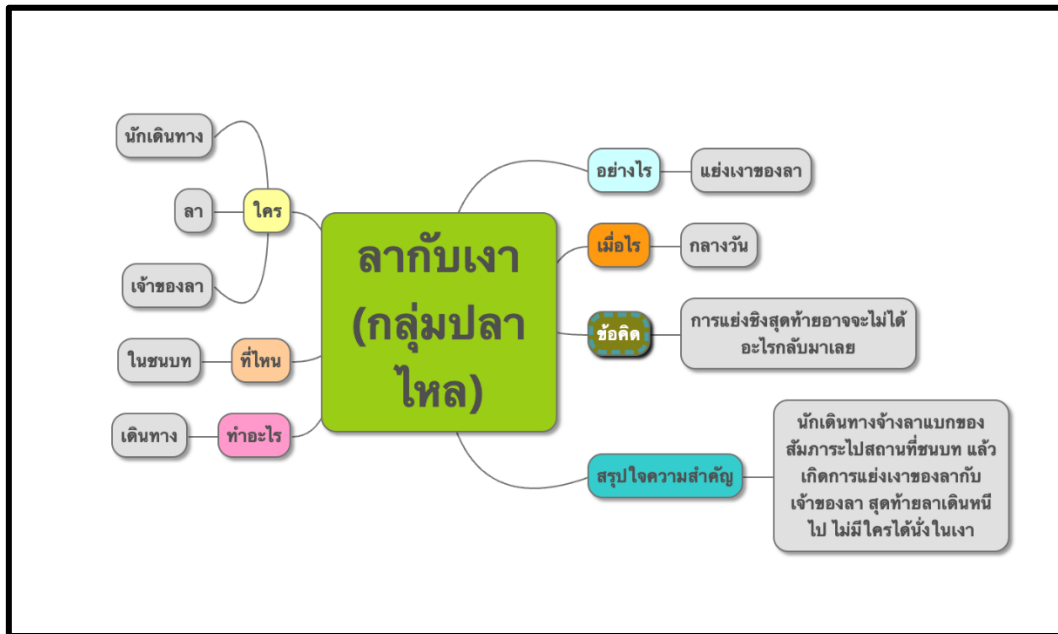 ลากับเงา
(กลุ่มปลา
ไหล)
ใคร
นักเดินทาง
ลา
เจ้าของลา
ที่ไหน
ในชนบท
ทำอะไร
เดินทาง
อย่างไร
แย่งเงาของลา
เมื่อไร
กลางวัน
ข้อคิด
การแย่งชิงสุดท้ายอาจจะไม่ได้
อะไรกลับมาเลย
สรุปใจความสำคัญ
นักเดินทางจ้างลาแบกของ
สัมภาระไปสถานที่ชนบท แล้ว
เกิดการแย่งเงาของลากับ
เจ้าของลา สุดท้ายลาเดินหนี
ไป ไม่มีใครได้นั่งในเงา